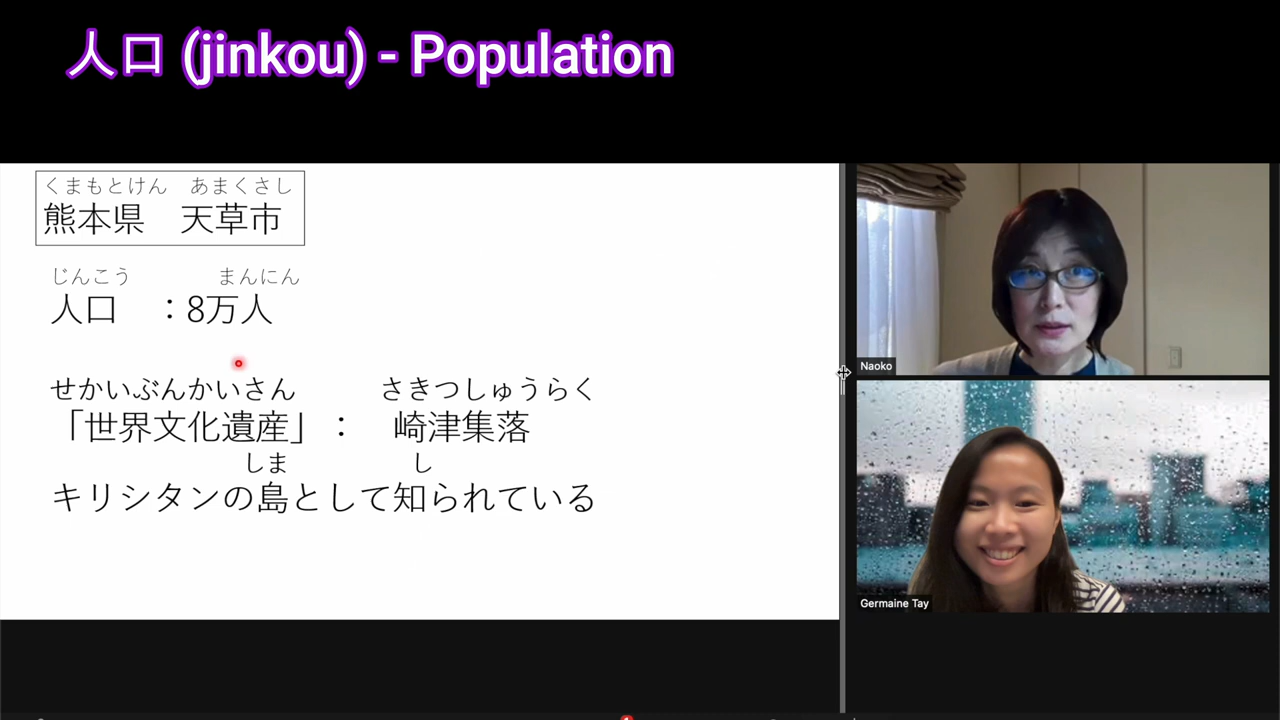 人口 (jinkou) - Population
くまもとけん あまくさし
熊本県 天草市
じんこう まんにん
人口 ：8万人
せかいぶんかいさん さきつしゅうらく
「世界文化遺産」： 崎津集落
しま し
キリシタンの島として知られている
Naoko
Germaine Tay